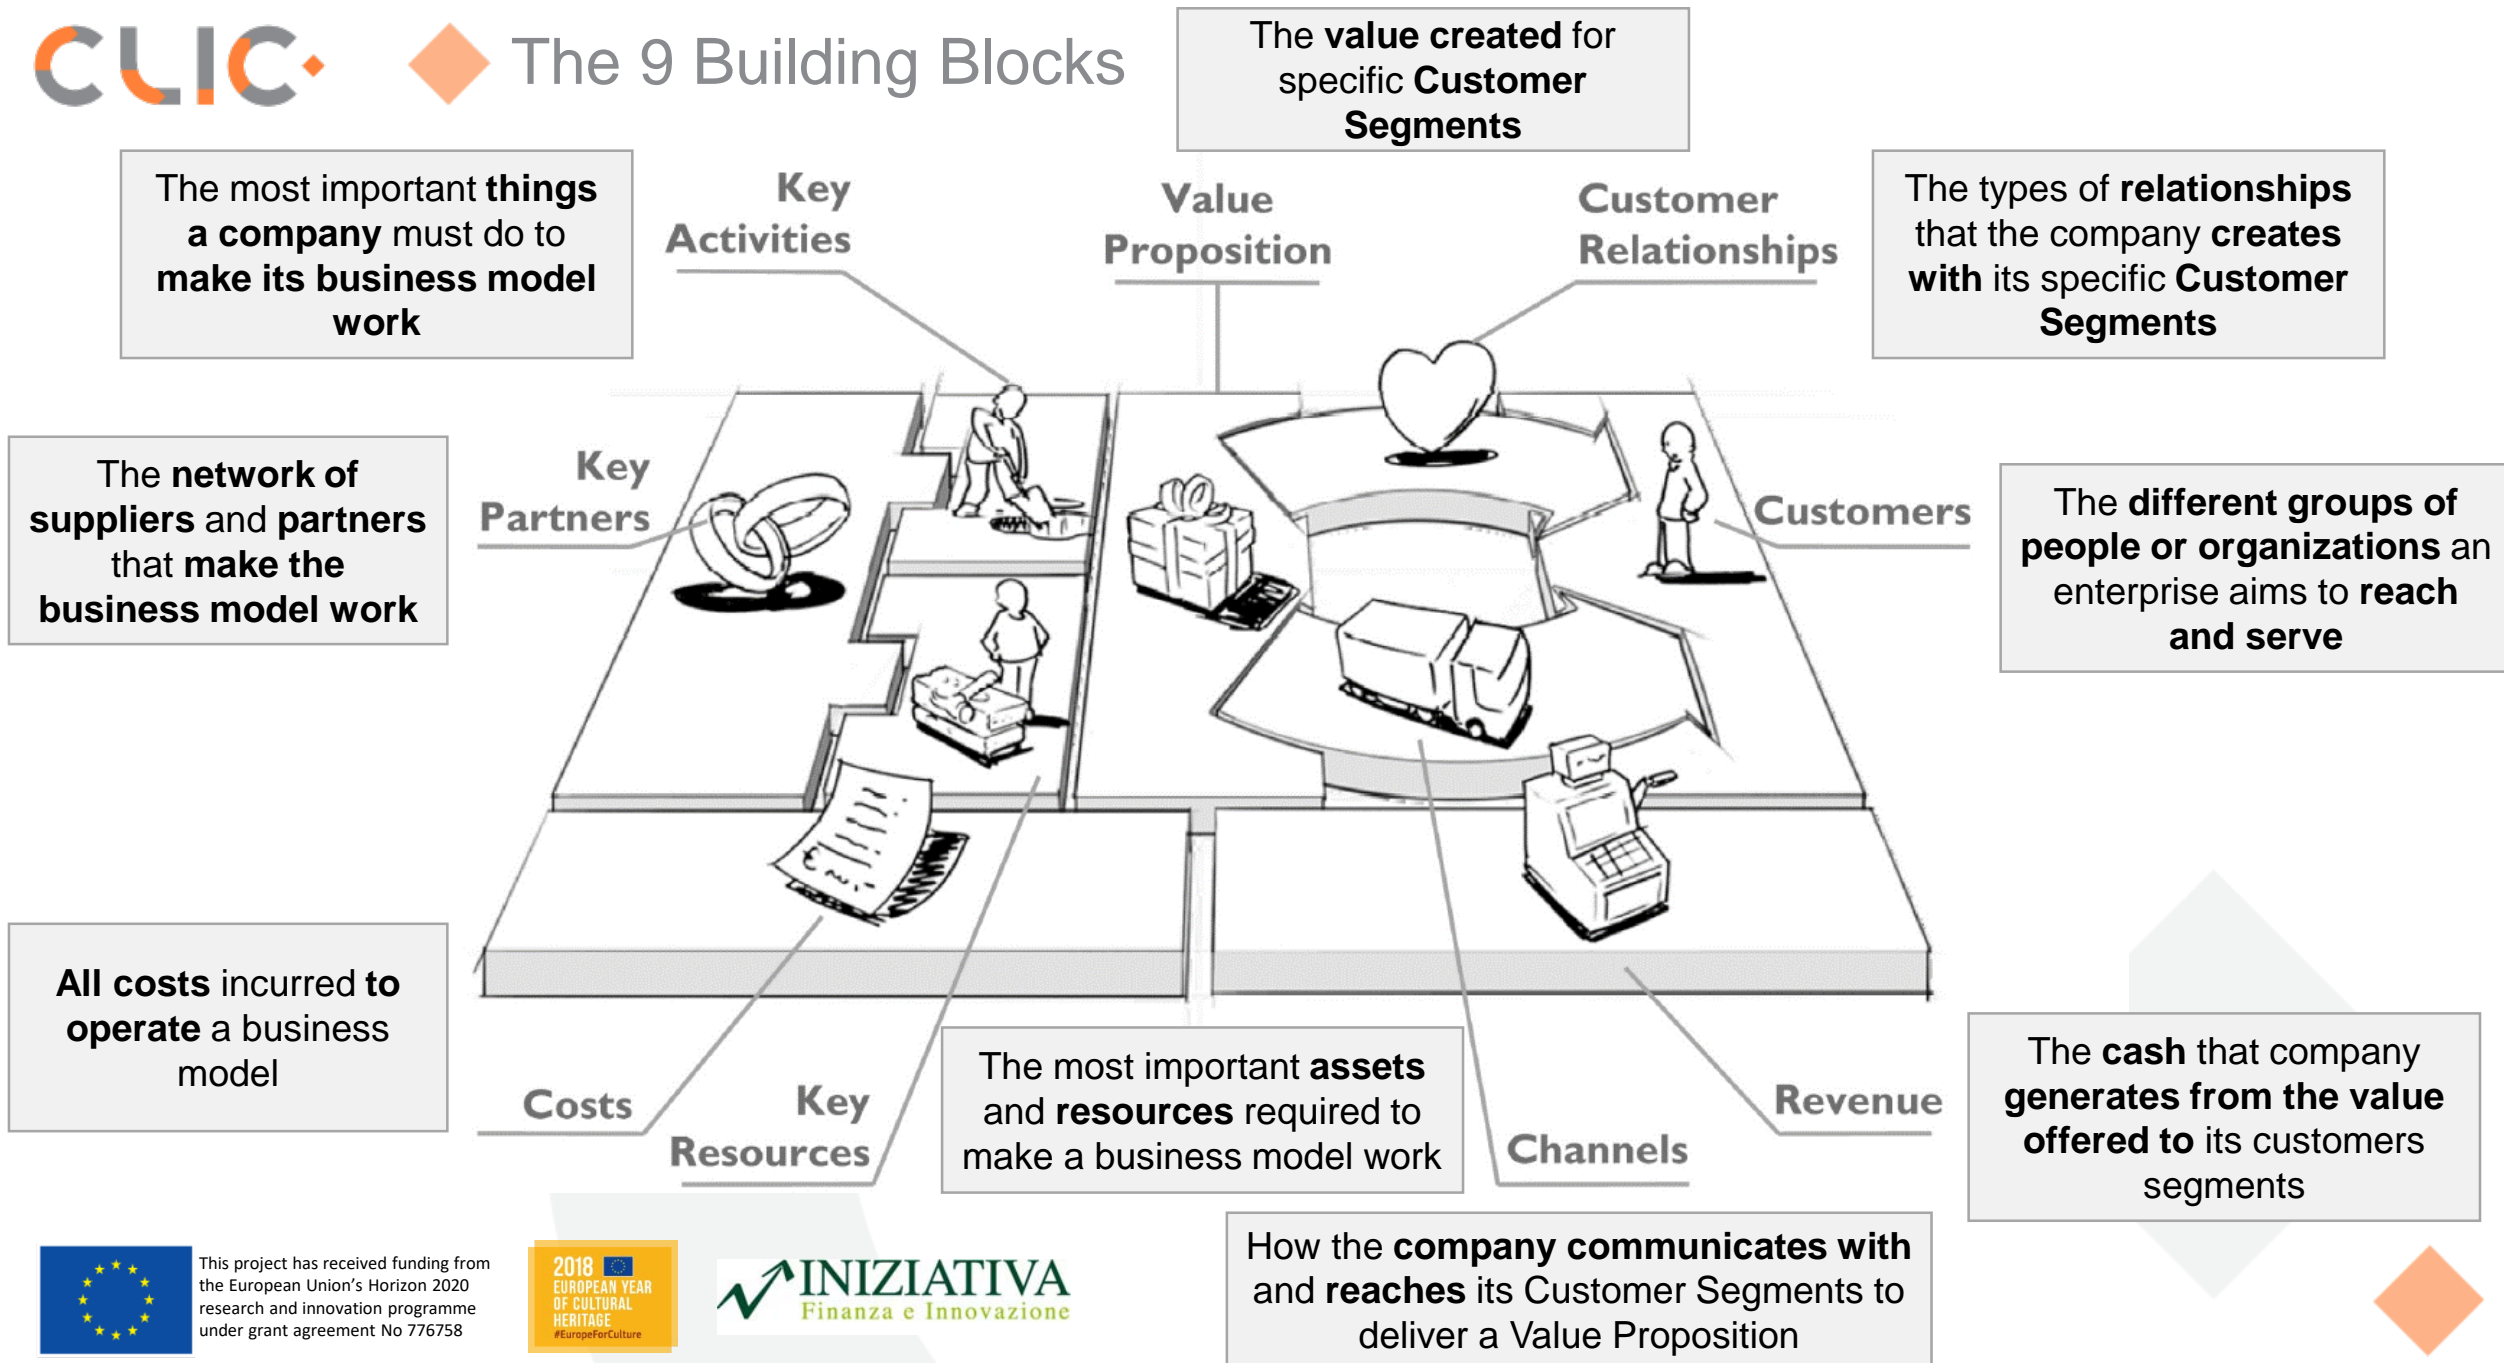 CLIC
The 9 Building Blocks
The value created for
specific Customer
Segments
The most important things
a company must do to
make its business model
work
Key
Activities
Value
Proposition
Customer
Relationships
The types of relationships
that the company creates
with its specific Customer
Segments
The network of
suppliers and partners
that make the
business model work
Key
Partners
Customers
The different groups of
people or organizations an
enterprise aims to reach
and serve
All costs incurred to
operate a business
model
Costs
Key
Resources
The most important assets
and resources required to
make a business model work
Channels
Revenue
The cash that company
generates from the value
offered to its customers
segments
How the company communicates with
and reaches its Customer Segments to
deliver a Value Proposition
This project has received funding from
the European Union’s Horizon 2020
research and innovation programme
under grant agreement No 776758
2018
EUROPEAN YEAR
OF CULTURAL
HERITAGE
#EuropeForCulture
INIZIATIVA
Finanza e Innovazione